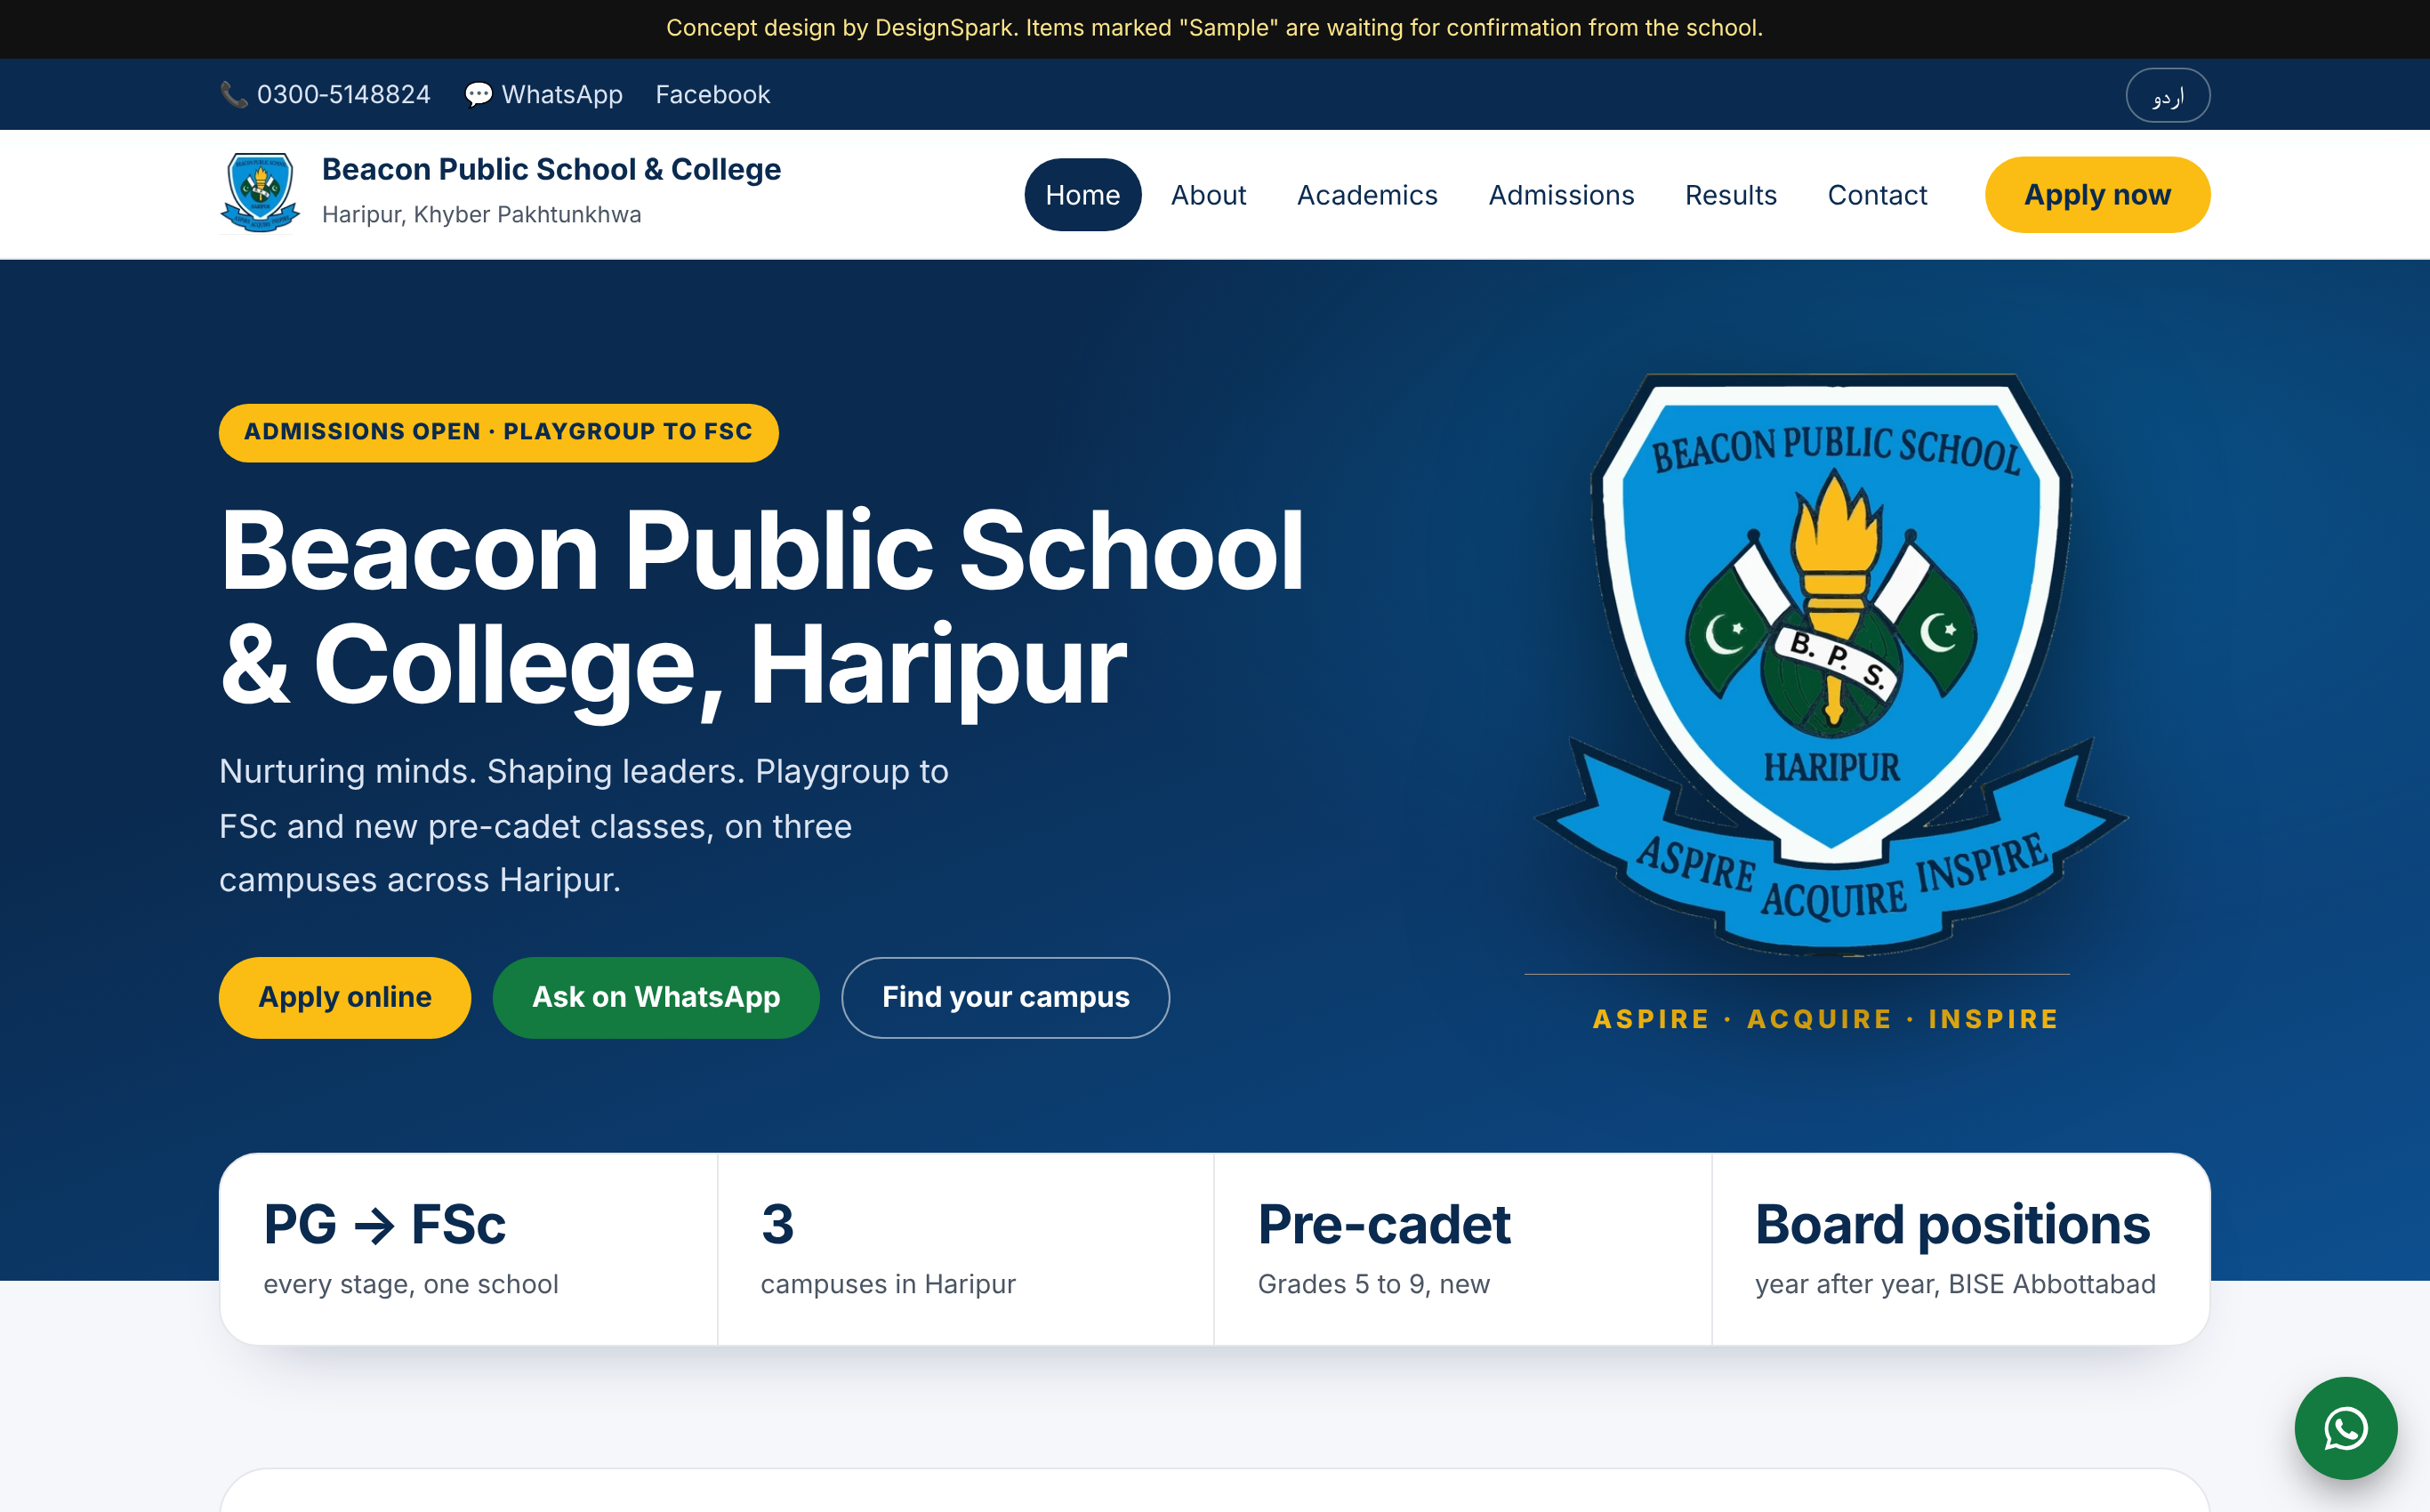 Concept design by DesignSpark. Items marked "Sample" are waiting for confirmation from the school.
0300-5148824 WhatsApp Facebook
اردو
BEACON PUBLIC SCHOOL
HARIPUR
Beacon Public School & College
Haripur, Khyber Pakhtunkhwa
Home About Academics Admissions Results Contact Apply now
ADMISSIONS OPEN · PLAYGROUP TO FSC
Beacon Public School
& College, Haripur
Nurturing minds. Shaping leaders. Playgroup to
FSc and new pre-cadet classes, on three
campuses across Haripur.
Apply online Ask on WhatsApp Find your campus
BEACON PUBLIC SCHOOL
B. P. S.
HARIPUR
ASPIRE ACQUIRE INSPIRE
ASPIRE · ACQUIRE · INSPIRE
PG → FSc
every stage, one school
3
campuses in Haripur
Pre-cadet
Grades 5 to 9, new
Board positions
year after year, BISE Abbottabad